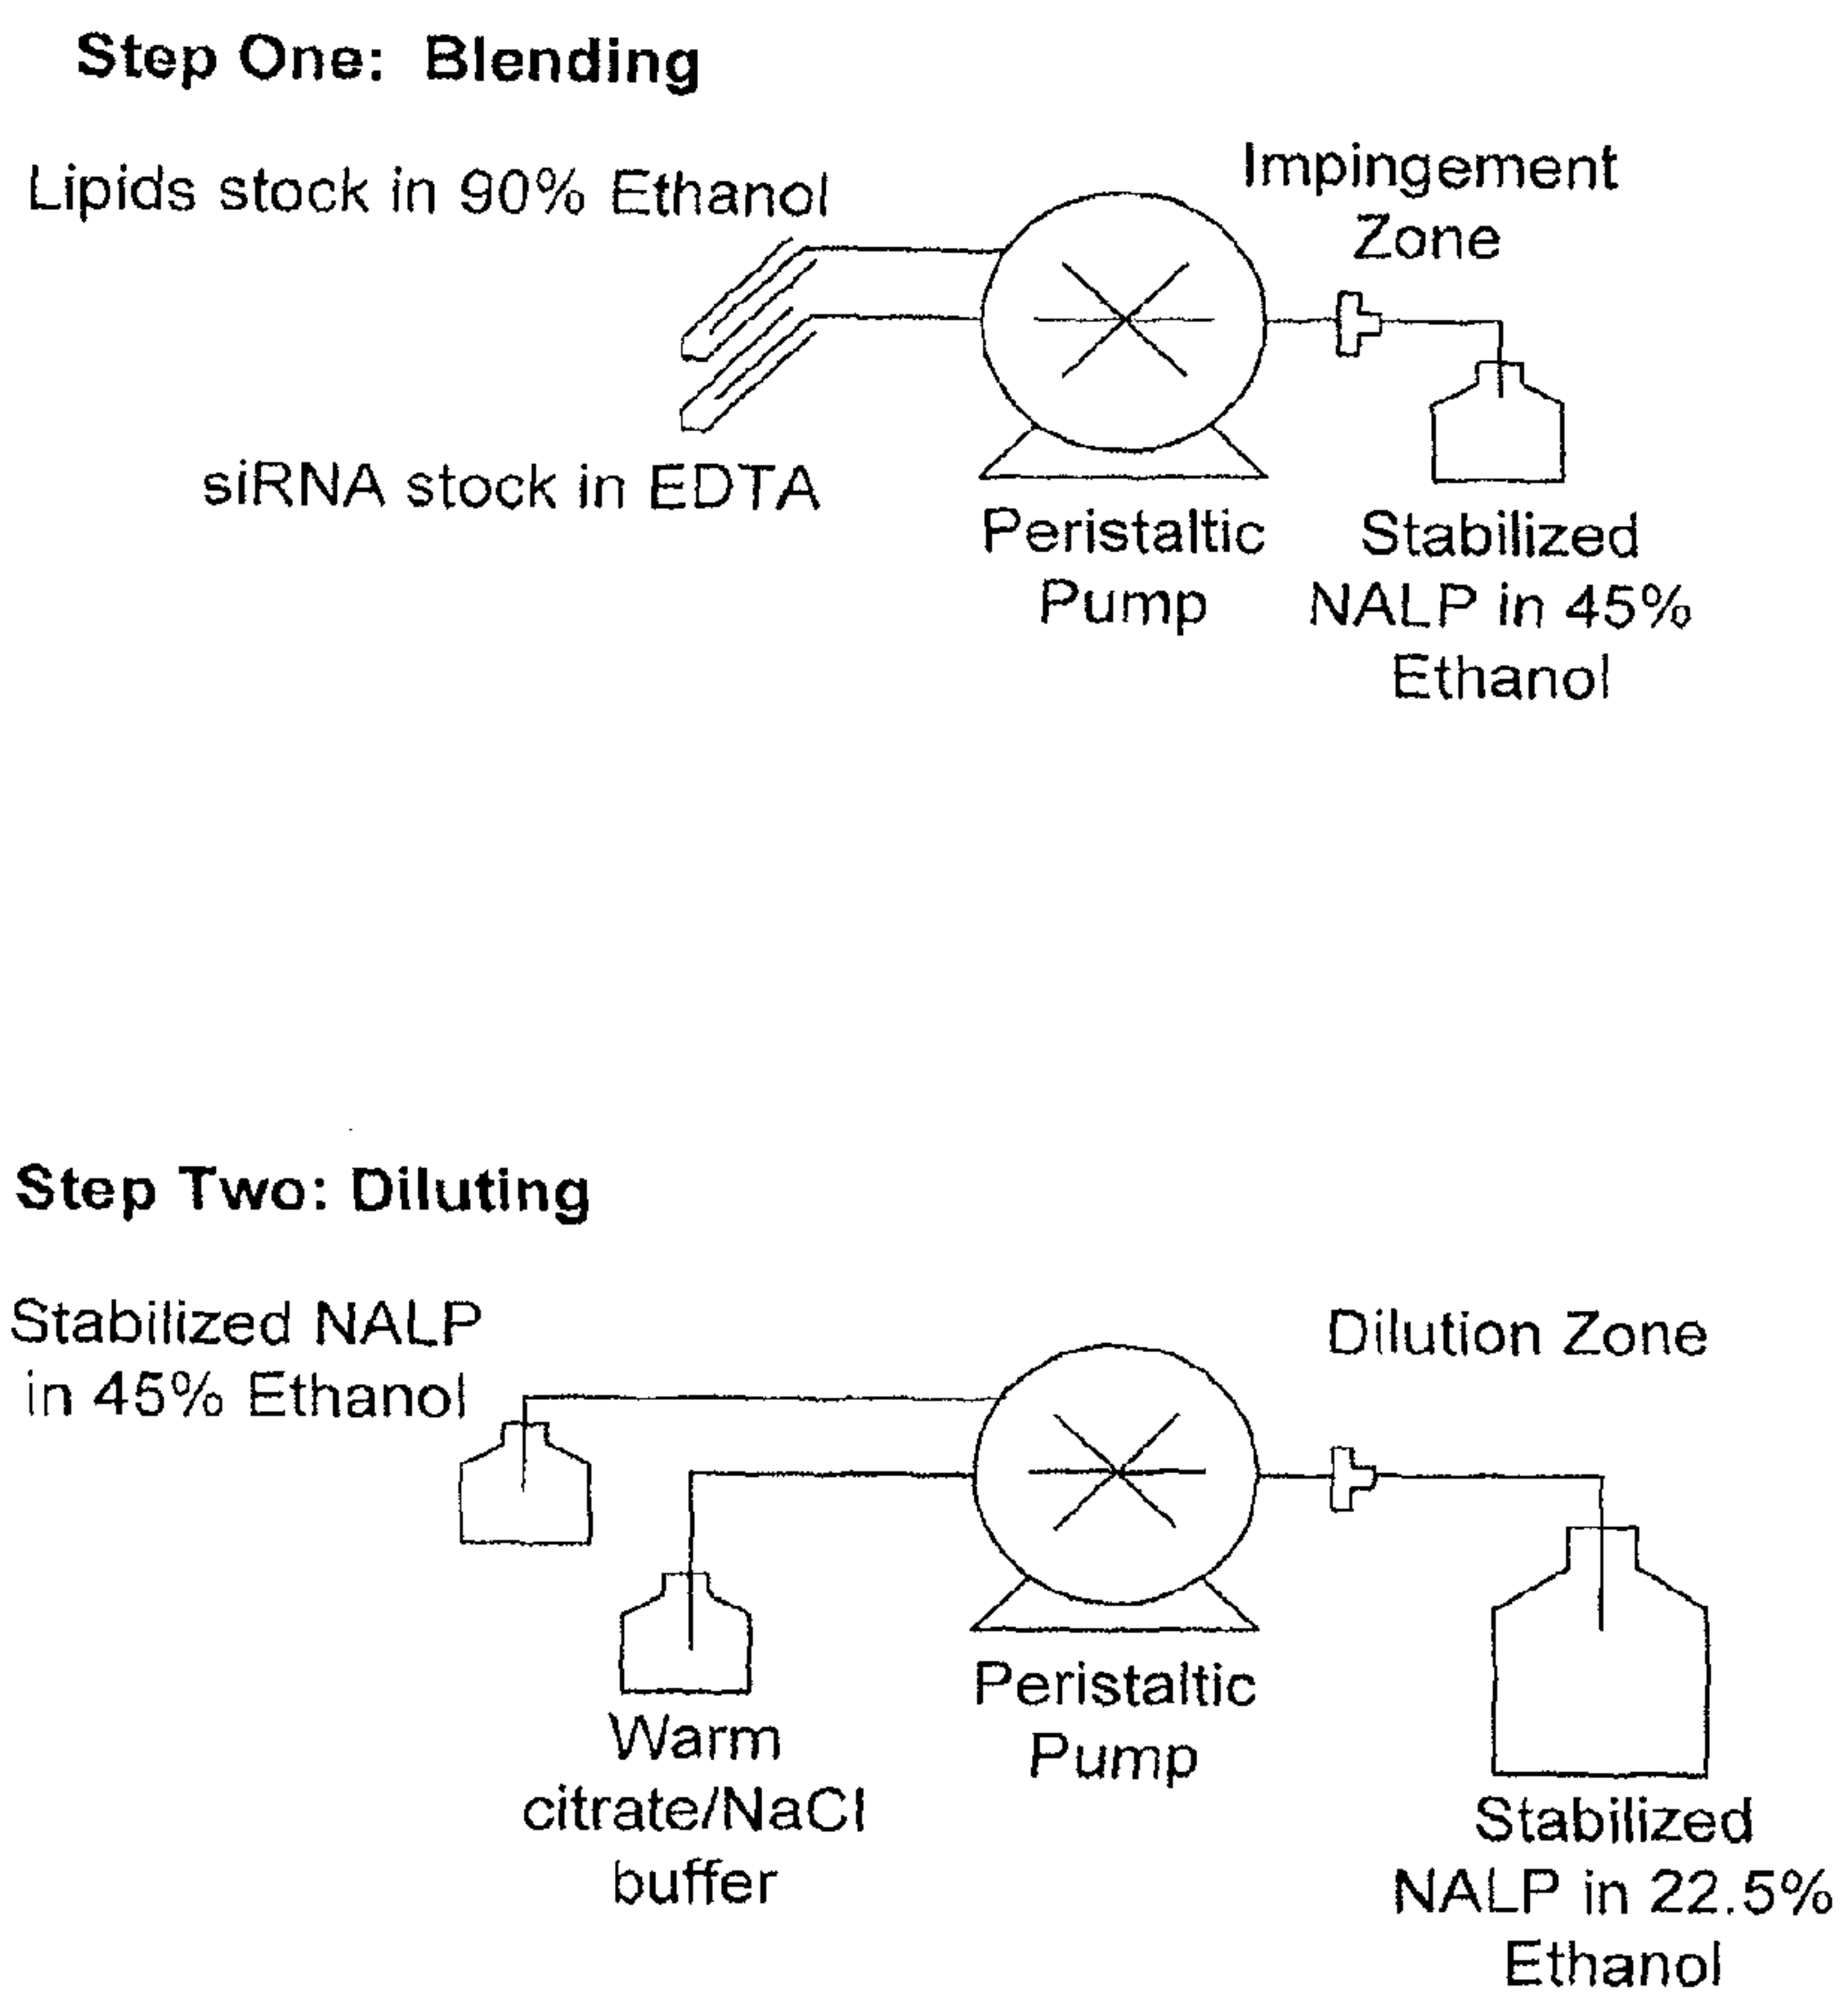 Step One: Blending
Lipids stock in 90% Ethanol
Impingement
Zone
siRNA stock in EDTA
Peristaltic
Pump
Stabilized
NALP in 45%
Ethanol
Step Two: Diluting
Stabilized NALP
in 45% Ethanol
Dilution Zone
Warm
citrate/NaCl
buffer
Peristaltic
Pump
Stabilized
NALP in 22.5%
Ethanol